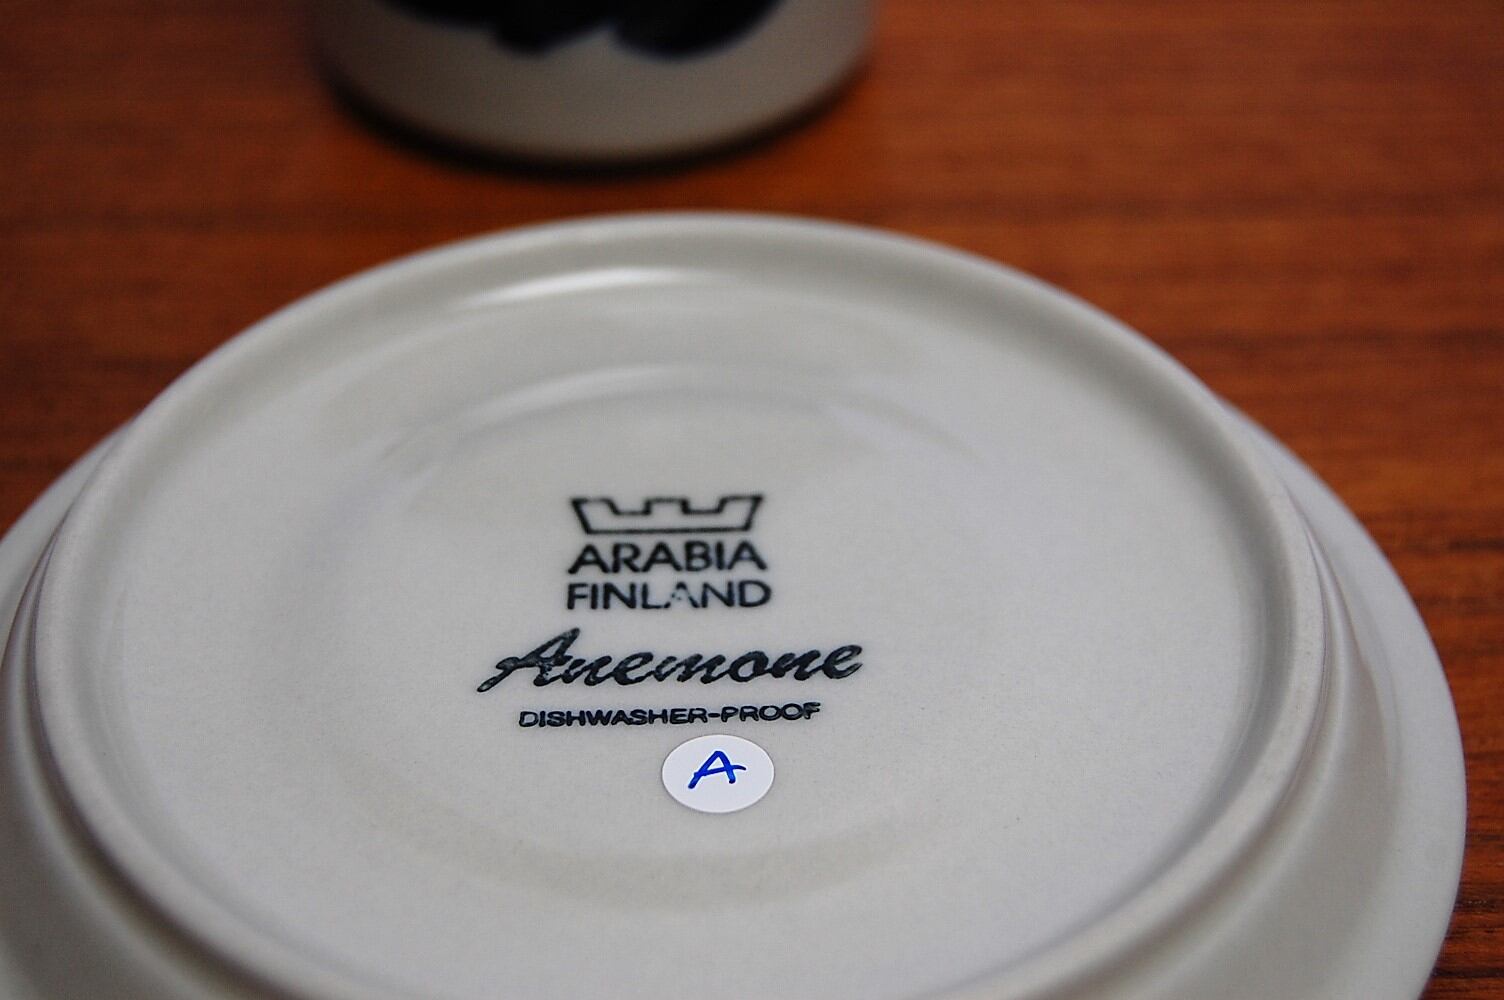 ARABIA
FINLAND
Anemone
DISHWASHER-PROOF
A